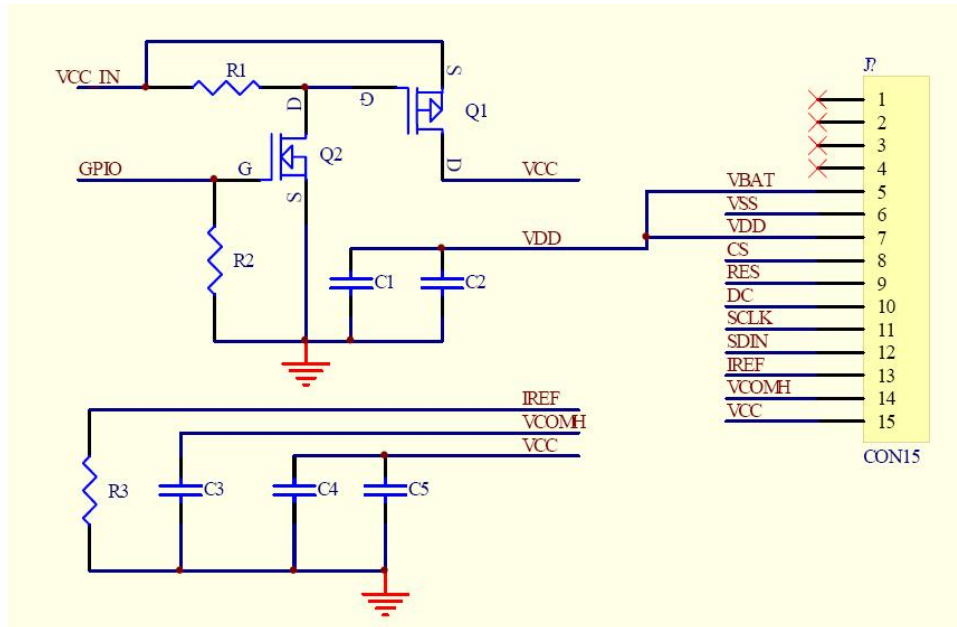 VCC_IN
R1
D
G
S
Q1
D
VCC
GPIO
G
Q2
S
R2
VDD
C1
C2
J?
1
2
3
4
VBAT
5
VSS
6
VDD
7
CS
8
RES
9
DC
10
SCLK
11
SDIN
12
IREF
13
VCOMH
14
VCC
15
CON15
IREF
VCOMH
VCC
R3
C3
C4
C5